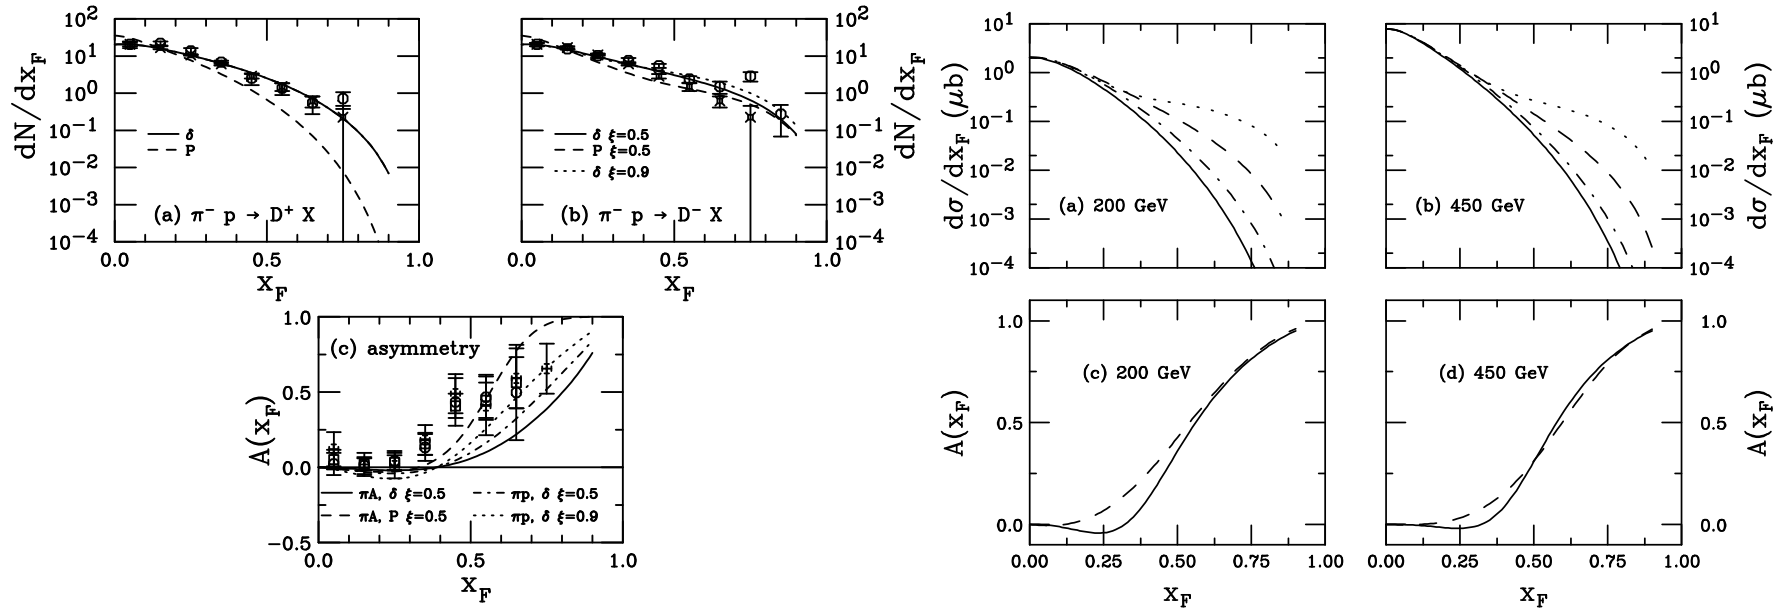 10² 10² 10¹ 10¹
10¹ 10¹ 10⁰ 10⁰
10⁰ 10⁰ 10⁻¹ 10⁻¹
10⁻¹ 10⁻¹ 10⁻² 10⁻²
10⁻² 10⁻² 10⁻³ 10⁻³
10⁻³ 10⁻³ 10⁻⁴ 10⁻⁴
10⁻⁴ 10⁻⁴
dN/dx_F
δ
P
(a) π⁻ p → D⁺ X
0.0 0.5 1.0
x_F
dN/dx_F
δ ξ=0.5
P ξ=0.5
δ ξ=0.9
(b) π⁻ p → D⁻ X
0.0 0.5 1.0
x_F
A(x_F)
1.0
0.5
0.0
−0.5
(c) asymmetry
πA, δ ξ=0.5 πp, δ ξ=0.5
πA, P ξ=0.5 πp, δ ξ=0.9
0.0 0.5 1.0
x_F
dσ/dx_F (μb)
(a) 200 GeV
dσ/dx_F (μb)
(b) 450 GeV
A(x_F)
1.0
0.5
0.0
(c) 200 GeV
0.00 0.25 0.50 0.75 1.00
x_F
A(x_F)
1.0
0.5
0.0
(d) 450 GeV
0.00 0.25 0.50 0.75 1.00
x_F